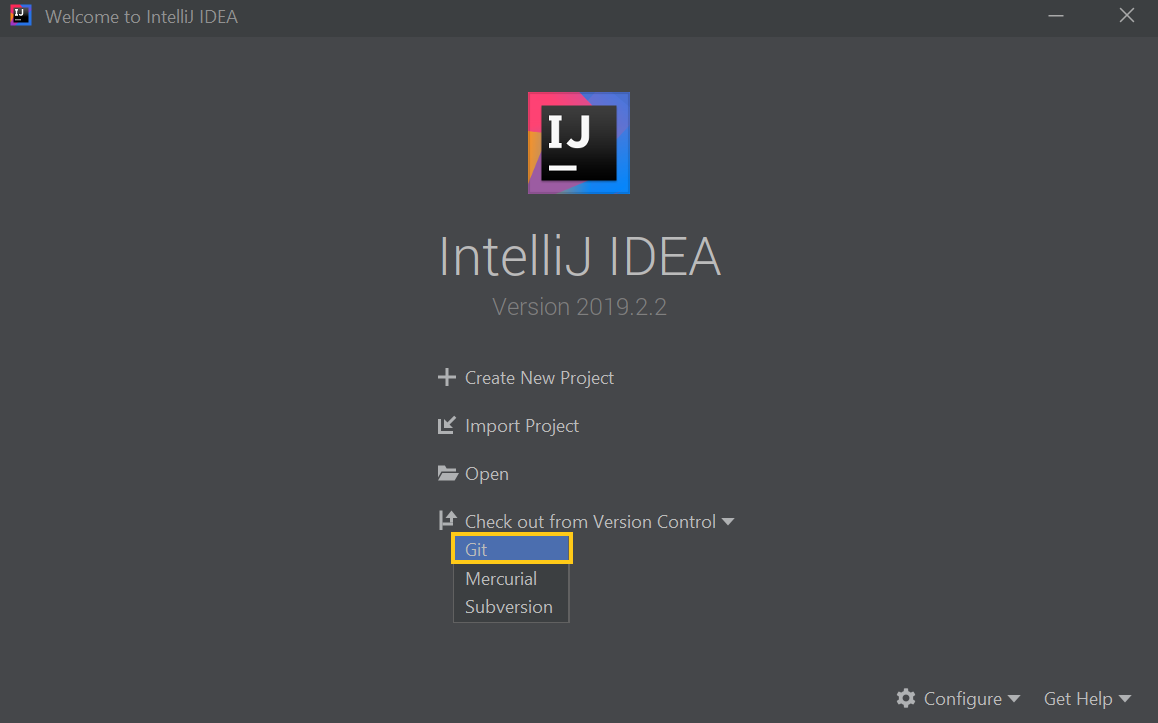 Welcome to IntelliJ IDEA
IJ
IntelliJ IDEA
Version 2019.2.2
Create New Project
Import Project
Open
Check out from Version Control
Git
Mercurial
Subversion
Configure Get Help